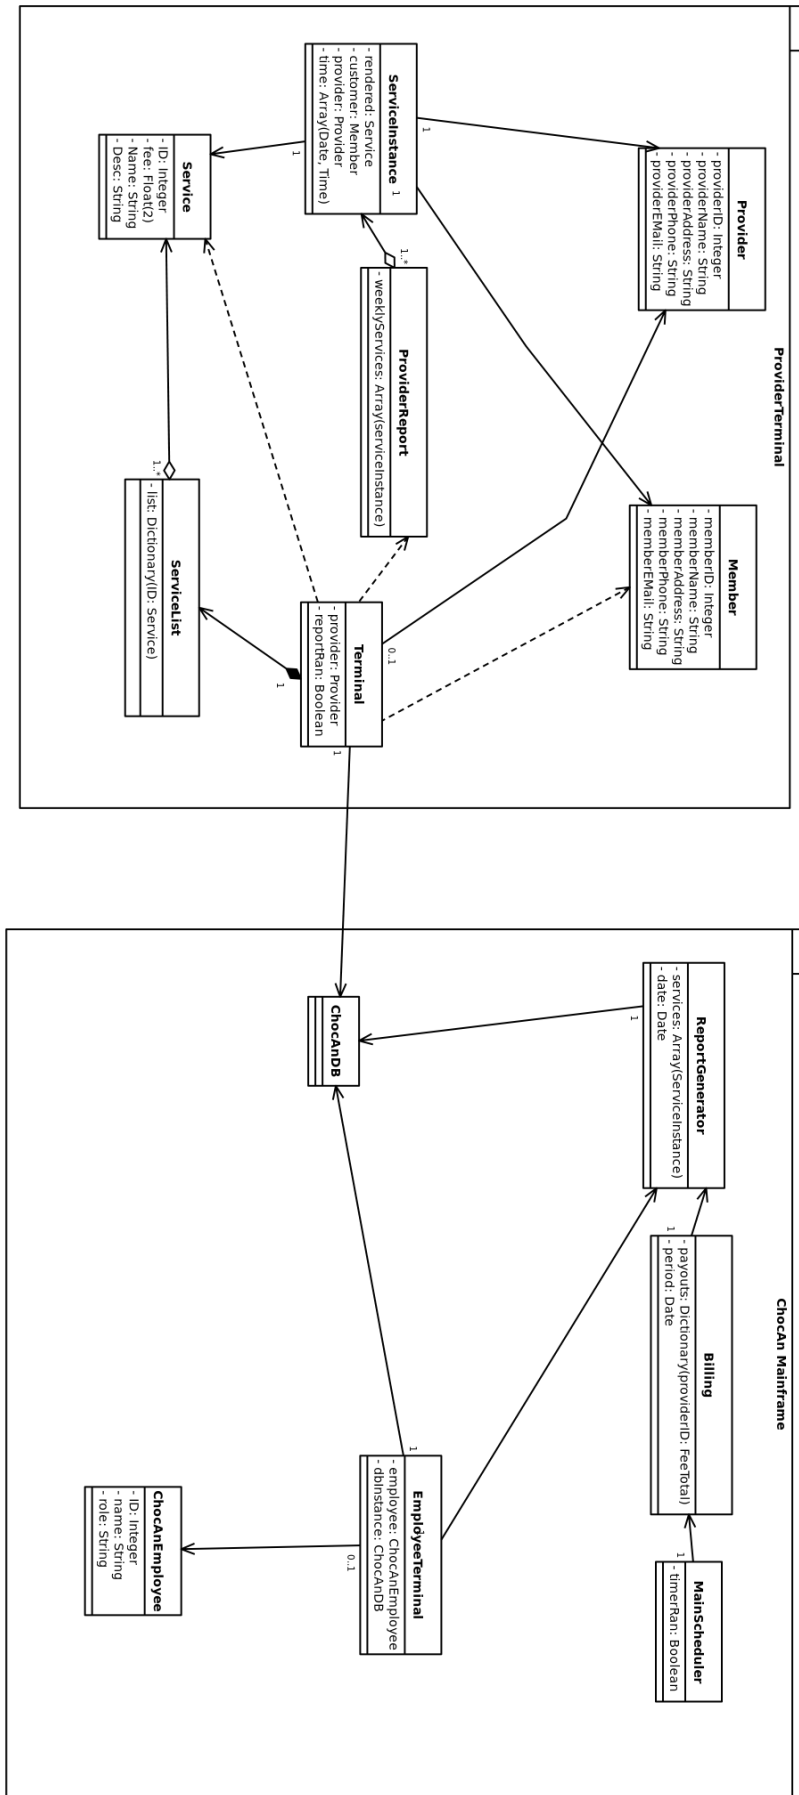 ProviderTerminal
Provider
- providerID: Integer
- providerName: String
- providerAddress: String
- providerPhone: String
- providerEMail: String
Member
- memberID: Integer
- memberName: String
- memberAddress: String
- memberPhone: String
- memberEMail: String
ServiceInstance
- rendered: Service
- customer: Member
- provider: Provider
- time: Array(Date, Time)
1
1
1
ProviderReport
- weeklyServices: Array(serviceInstance)
1..*
Terminal
- provider: Provider
- reportRan: Boolean
0..1
1
1
Service
- ID: Integer
- fee: Float(2)
- Name: String
- Desc: String
ServiceList
- list: Dictionary(ID: Service)
1..*
ChocAn Mainframe
ReportGenerator
- services: Array(ServiceInstance)
- date: Date
1
Billing
- payouts: Dictionary(providerID: FeeTotal)
- period: Date
1
MainScheduler
- timerRan: Boolean
1
ChocAnDB
EmployeeTerminal
- employee: ChocAnEmployee
- dbInstance: ChocAnDB
1
0..1
ChocAnEmployee
- ID: Integer
- name: String
- role: String